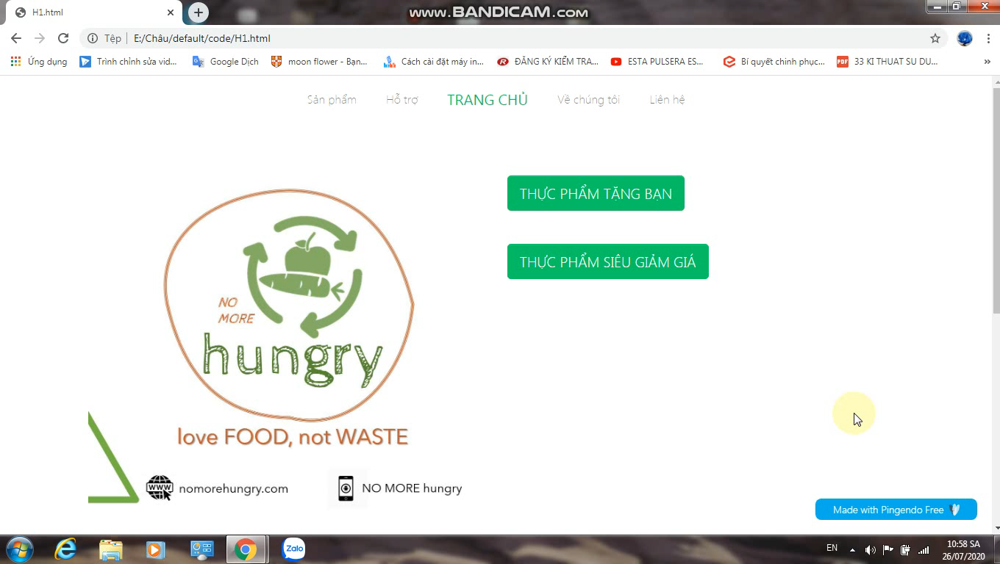 H1.html
www.BANDICAM.com
Tệp
E:/Châu/default/code/H1.html
Ứng dụng
Trình chỉnh sửa vid...
Google Dịch
moon flower - Bạn...
Cách cài đặt máy in...
ĐĂNG KÝ KIỂM TRA...
ESTA PULSERA ES...
Bí quyết chinh phục...
PDF
33 KI THUAT SU DU...
Sản phẩm
Hỗ trợ
TRANG CHỦ
Về chúng tôi
Liên hệ
THỰC PHẨM TẶNG BẠN
THỰC PHẨM SIÊU GIẢM GIÁ
NO
MORE
hungry
love FOOD, not WASTE
WWW
nomorehungry.com
NO MORE hungry
Made with Pingendo Free
Zalo
EN
10:58 SA
26/07/2020